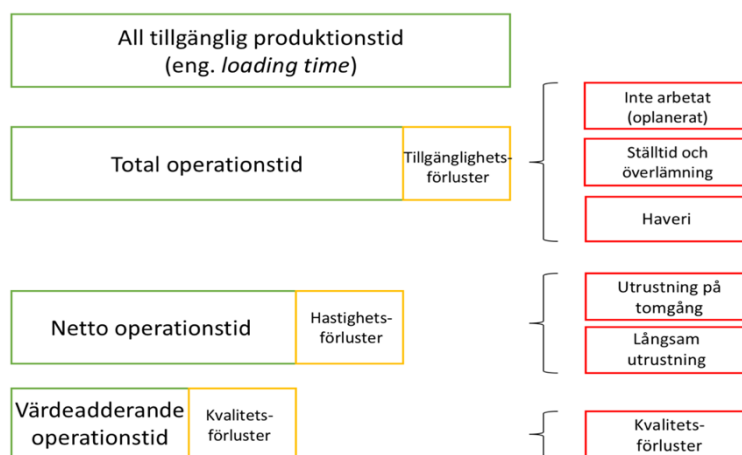 All tillgänglig produktionstid
(eng. loading time)
Inte arbetat
(oplanerat)
Total operationstid
Tillgänglighets-
förluster
Ställtid och
överlämning
Haveri
Netto operationstid
Hastighets-
förluster
Utrustning på
tomgång
Långsam
utrustning
Värdeadderande
operationstid
Kvalitets-
förluster
Kvalitets-
förluster